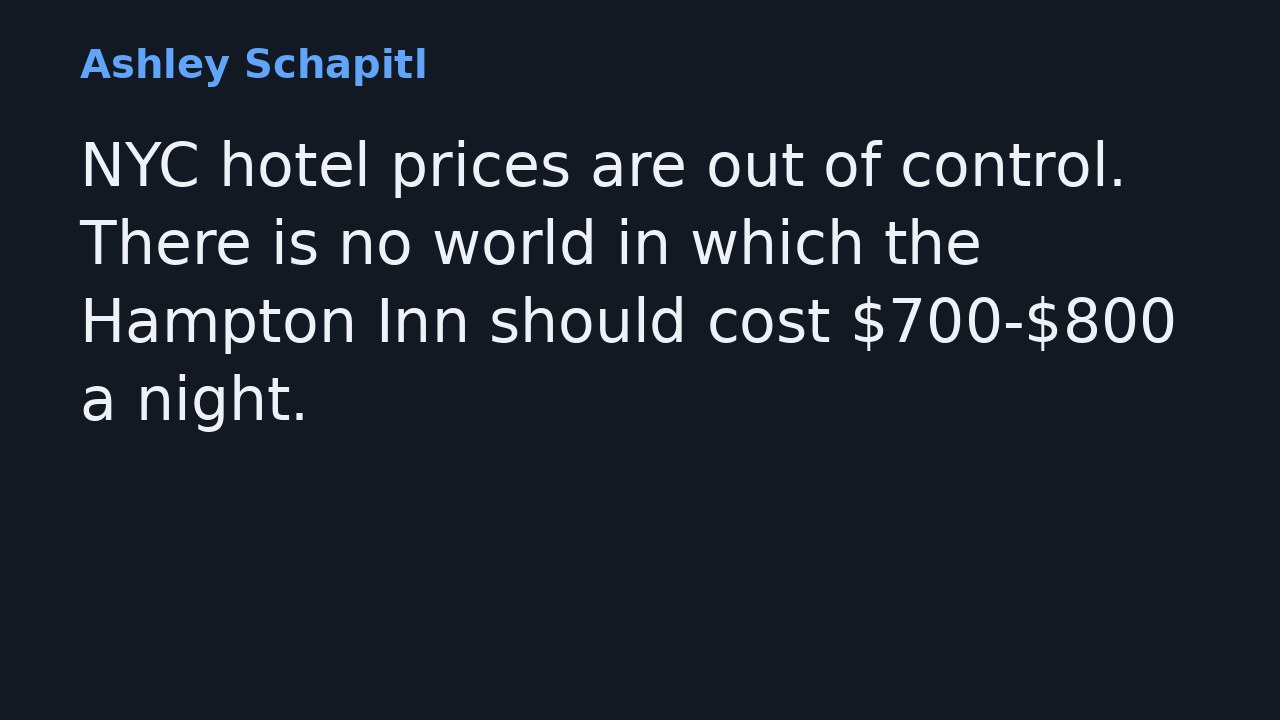 Ashley Schapitl
NYC hotel prices are out of control.
There is no world in which the
Hampton Inn should cost $700-$800
a night.